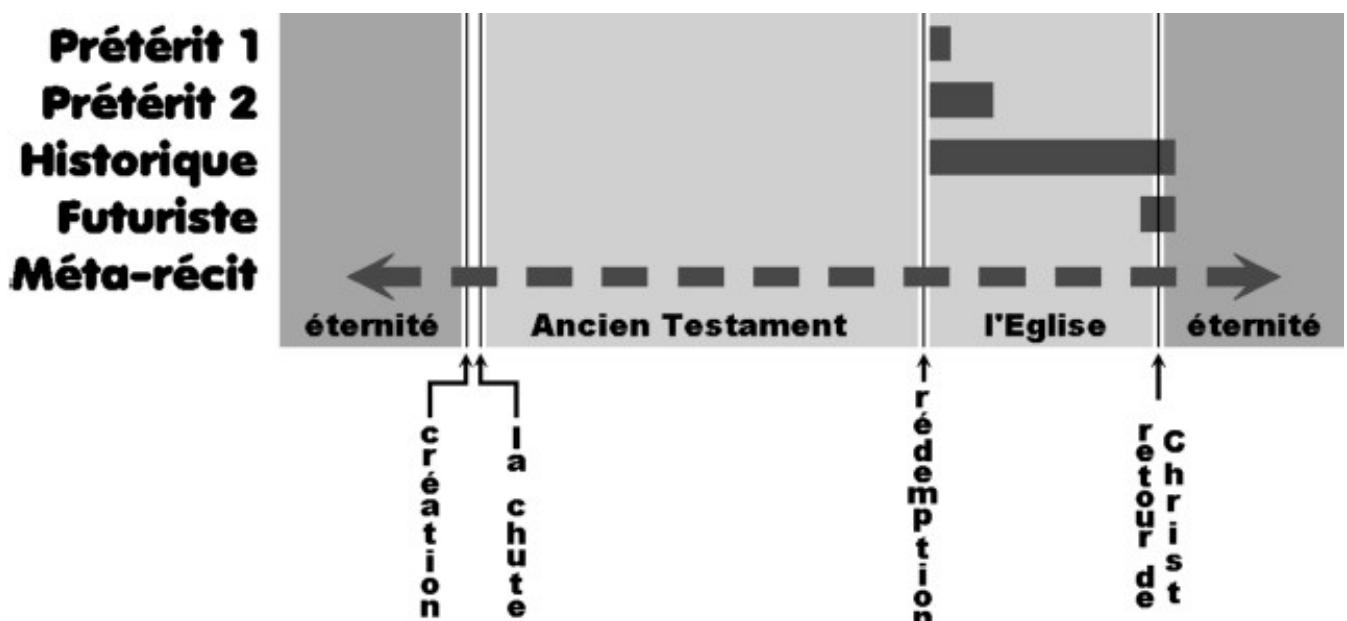 Prétérit 1
Prétérit 2
Historique
Futuriste
Méta-récit
éternité
Ancien Testament
l'Eglise
éternité
création
la chute
rédemption
retour de
Christ